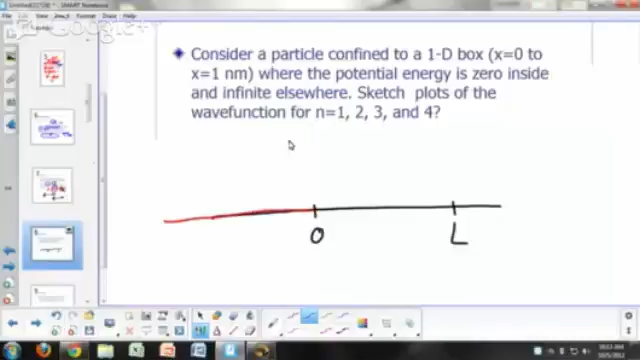 Google+
Consider a particle confined to a 1-D box (x=0 to
x=1 nm) where the potential energy is zero inside
and infinite elsewhere. Sketch plots of the
wavefunction for n=1, 2, 3, and 4?
0
L